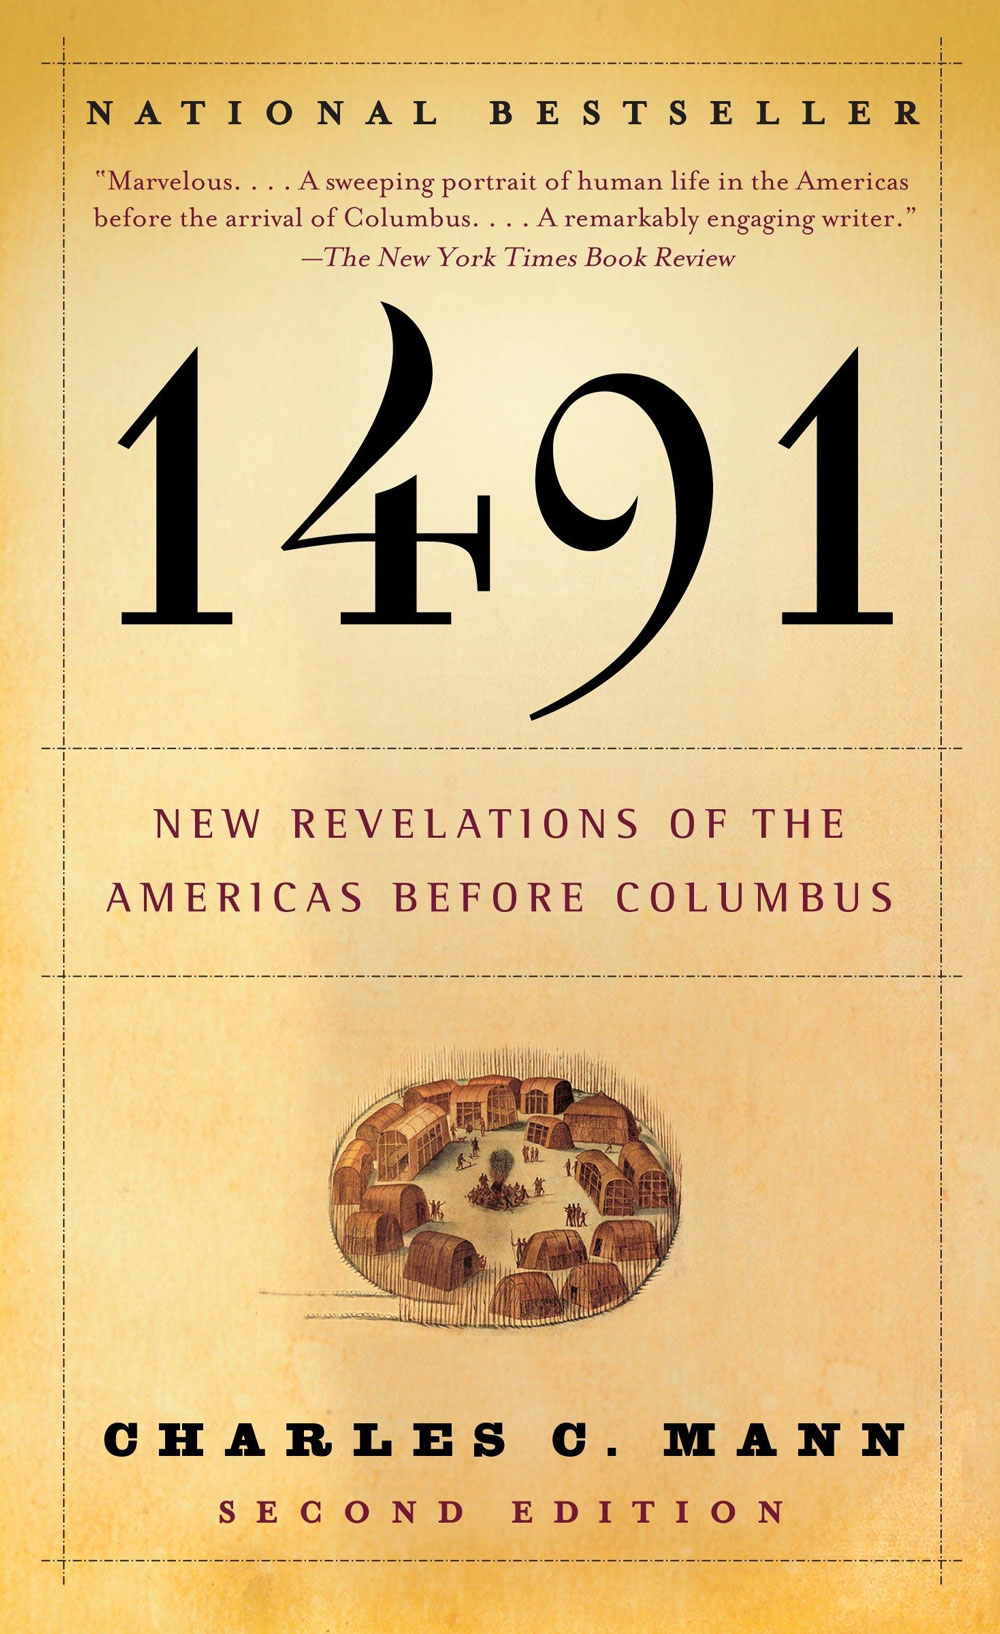 NATIONAL BESTSELLER
“Marvelous. . . . A sweeping portrait of human life in the Americas
before the arrival of Columbus. . . . A remarkably engaging writer.”
—The New York Times Book Review
1491
NEW REVELATIONS OF THE
AMERICAS BEFORE COLUMBUS
CHARLES C. MANN
SECOND EDITION